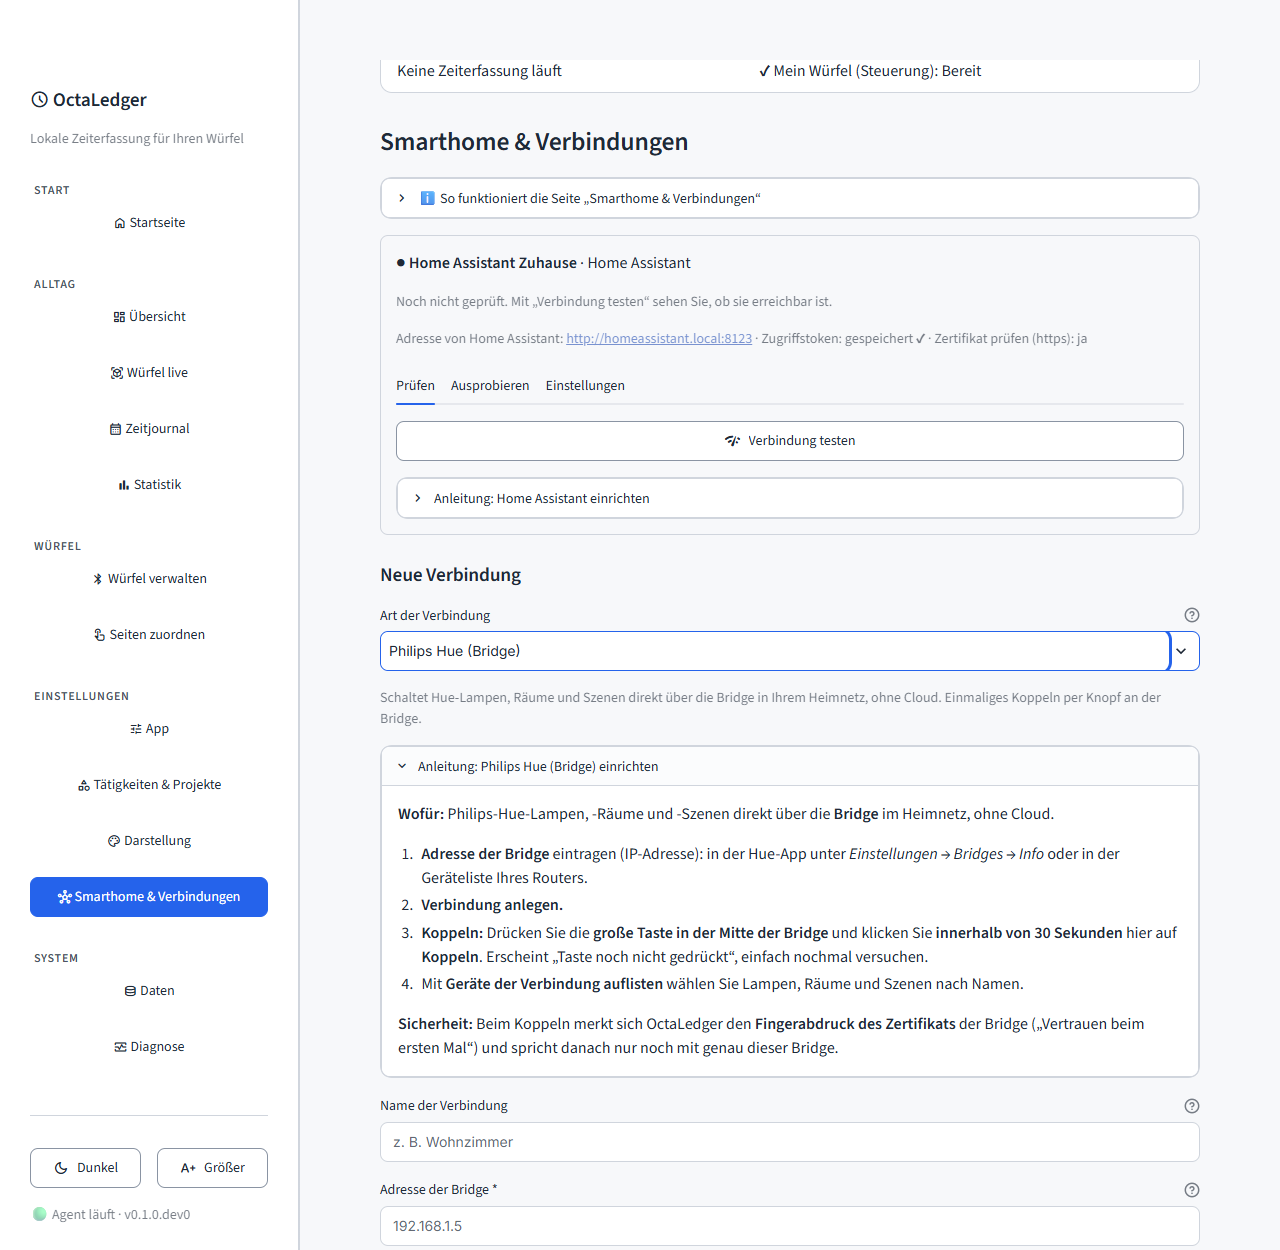 OctaLedger
Lokale Zeiterfassung für Ihren Würfel
START
Startseite
ALLTAG
Übersicht
Würfel live
Zeitjournal
Statistik
WÜRFEL
Würfel verwalten
Seiten zuordnen
EINSTELLUNGEN
App
Tätigkeiten & Projekte
Darstellung
Smarthome & Verbindungen
SYSTEM
Daten
Diagnose
Dunkel
A+ Größer
Agent läuft · v0.1.0.dev0
Keine Zeiterfassung läuft
✓ Mein Würfel (Steuerung): Bereit
Smarthome & Verbindungen
ℹ️ So funktioniert die Seite „Smarthome & Verbindungen“
● Home Assistant Zuhause · Home Assistant
Noch nicht geprüft. Mit „Verbindung testen“ sehen Sie, ob sie erreichbar ist.
Adresse von Home Assistant: http://homeassistant.local:8123 · Zugriffstoken: gespeichert ✓ · Zertifikat prüfen (https): ja
Prüfen Ausprobieren Einstellungen
Verbindung testen
Anleitung: Home Assistant einrichten
Neue Verbindung
Art der Verbindung
Philips Hue (Bridge)
Schaltet Hue-Lampen, Räume und Szenen direkt über die Bridge in Ihrem Heimnetz, ohne Cloud. Einmaliges Koppeln per Knopf an der
Bridge.
Anleitung: Philips Hue (Bridge) einrichten
Wofür: Philips-Hue-Lampen, -Räume und -Szenen direkt über die Bridge im Heimnetz, ohne Cloud.
1. Adresse der Bridge eintragen (IP-Adresse): in der Hue-App unter Einstellungen → Bridges → Info oder in der
Geräteliste Ihres Routers.
2. Verbindung anlegen.
3. Koppeln: Drücken Sie die große Taste in der Mitte der Bridge und klicken Sie innerhalb von 30 Sekunden hier auf
Koppeln. Erscheint „Taste noch nicht gedrückt“, einfach nochmal versuchen.
4. Mit Geräte der Verbindung auflisten wählen Sie Lampen, Räume und Szenen nach Namen.
Sicherheit: Beim Koppeln merkt sich OctaLedger den Fingerabdruck des Zertifikats der Bridge („Vertrauen beim
ersten Mal“) und spricht danach nur noch mit genau dieser Bridge.
Name der Verbindung
z. B. Wohnzimmer
Adresse der Bridge *
192.168.1.5